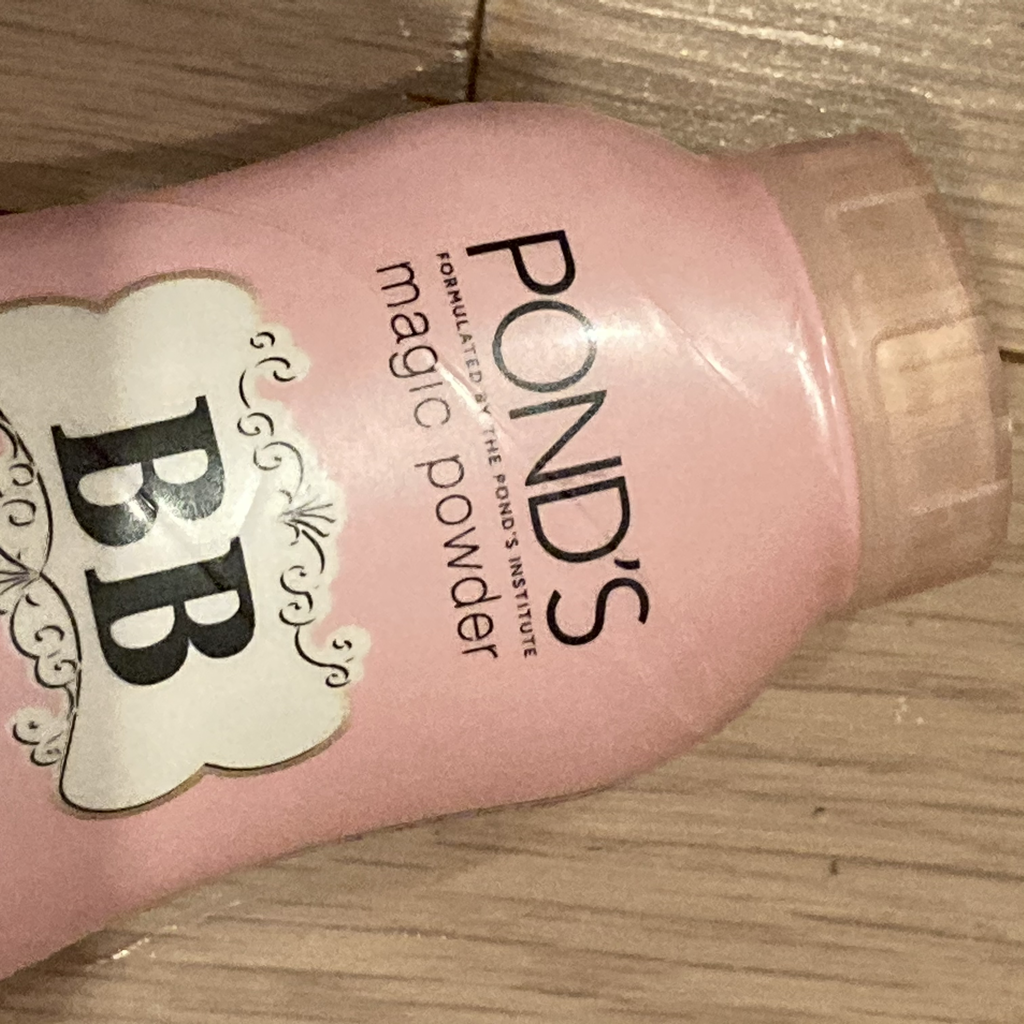 POND'S
FORMULATED BY THE POND'S INSTITUTE
magic powder
BB